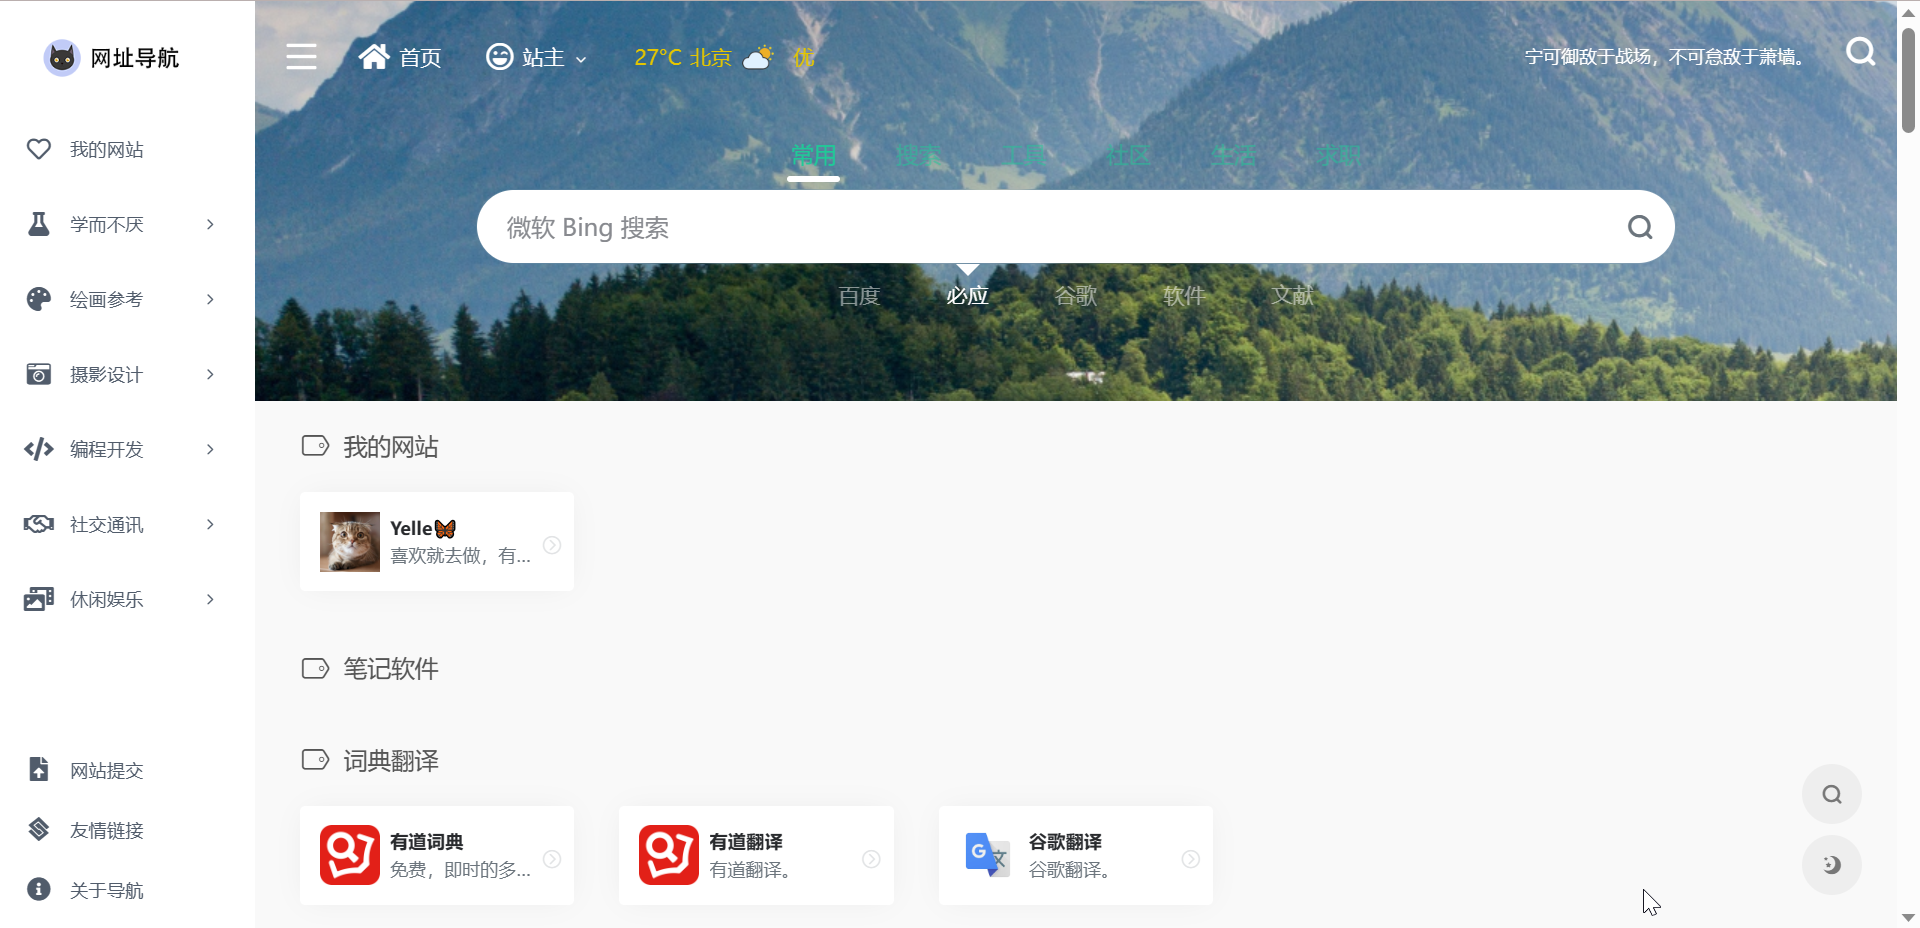 网址导航
首页
站主
27°C 北京
优
宁可御敌于战场，不可怠敌于萧墙。
我的网站
学而不厌
绘画参考
摄影设计
编程开发
社交通讯
休闲娱乐
网站提交
友情链接
关于导航
常用
搜索
工具
社区
生活
求职
微软 Bing 搜索
百度
必应
谷歌
软件
文献
我的网站
Yelle
喜欢就去做，有...
笔记软件
词典翻译
有道词典
免费，即时的多...
有道翻译
有道翻译。
谷歌翻译
谷歌翻译。